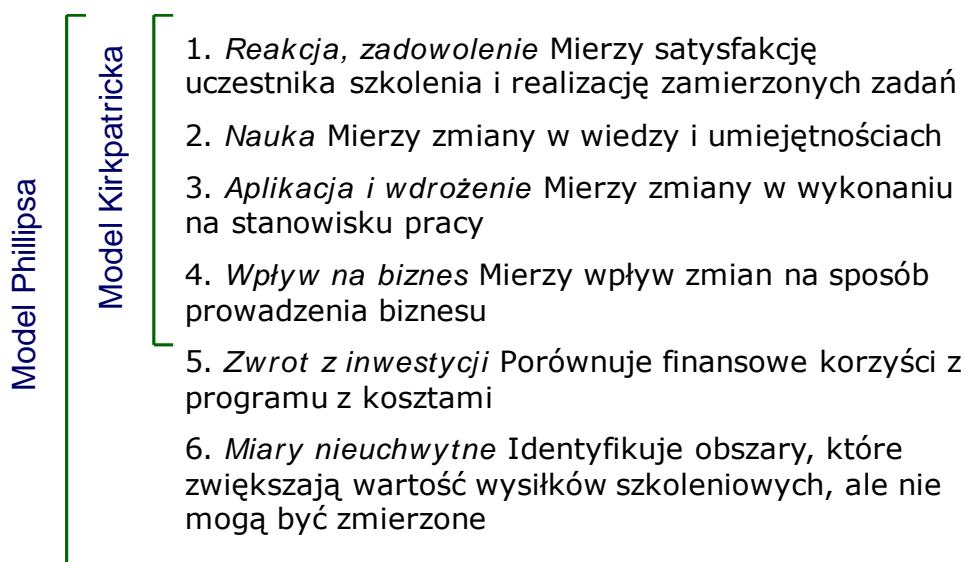 Model Phillipsa
Model Kirkpatricka
1. Reakcja, zadowolenie Mierzy satysfakcję
uczestnika szkolenia i realizację zamierzonych zadań
2. Nauka Mierzy zmiany w wiedzy i umiejętnościach
3. Aplikacja i wdrożenie Mierzy zmiany w wykonaniu
na stanowisku pracy
4. Wpływ na biznes Mierzy wpływ zmian na sposób
prowadzenia biznesu
5. Zwrot z inwestycji Porównuje finansowe korzyści z
programu z kosztami
6. Miary nieuchwytne Identyfikuje obszary, które
zwiększają wartość wysiłków szkoleniowych, ale nie
mogą być zmierzone